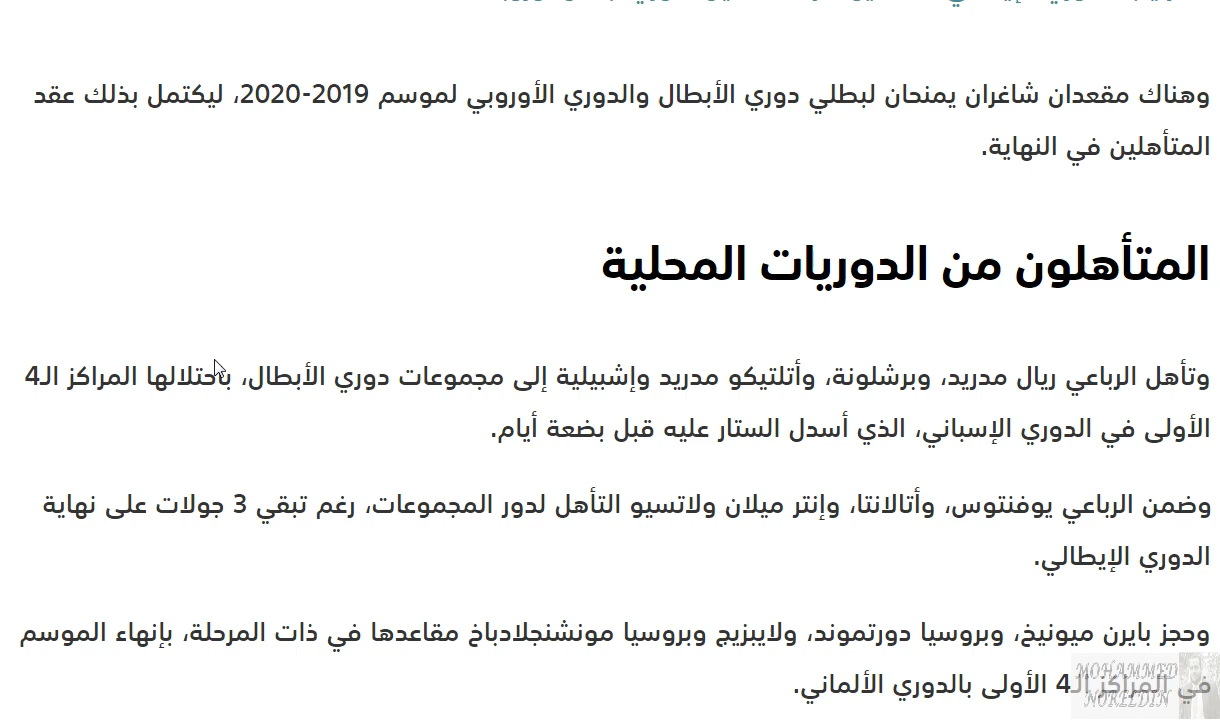 وهناك مقعدان شاغران يمنحان لبطلي دوري الأبطال والدوري الأوروبي لموسم 2019-2020، ليكتمل بذلك عقد
المتأهلين في النهاية.
المتأهلون من الدوريات المحلية
وتأهل الرباعي ريال مدريد، وبرشلونة، وأتلتيكو مدريد وإشبيلية إلى مجموعات دوري الأبطال، باحتلالها المراكز الـ4
الأولى في الدوري الإسباني، الذي أسدل الستار عليه قبل بضعة أيام.
وضمن الرباعي يوفنتوس، وأتالانتا، وإنتر ميلان ولاتسيو التأهل لدور المجموعات، رغم تبقي 3 جولات على نهاية
الدوري الإيطالي.
وحجز بايرن ميونيخ، وبروسيا دورتموند، ولايبزيج وبروسيا مونشنجلادباخ مقاعدها في ذات المرحلة، بإنهاء الموسم
في المراكز الـ4 الأولى بالدوري الألماني.
MOHAMMED
NORELDIN